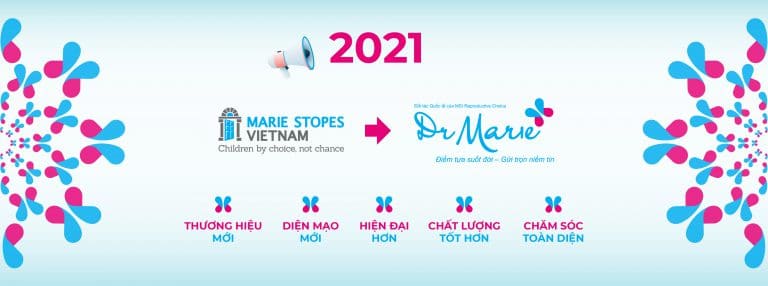 2021
MARIE STOPES
VIETNAM
Children by choice, not chance
Đối tác Quốc tế của MSI Reproductive Choice
Dr Marie
Điểm tựa suốt đời – Gửi trọn niềm tin
THƯƠNG HIỆU
MỚI
DIỆN MẠO
MỚI
HIỆN ĐẠI
HƠN
CHẤT LƯỢNG
TỐT HƠN
CHĂM SÓC
TOÀN DIỆN